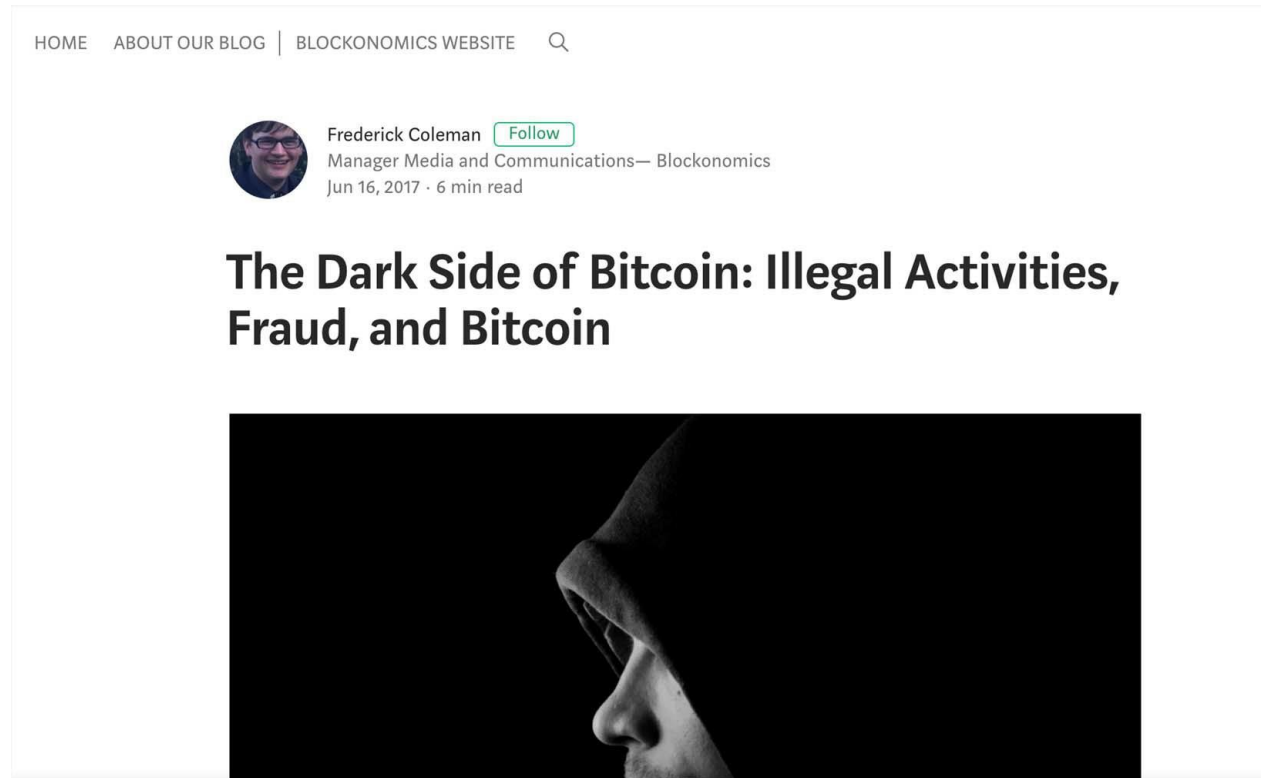 HOME ABOUT OUR BLOG BLOCKONOMICS WEBSITE
Frederick Coleman Follow
Manager Media and Communications— Blockonomics
Jun 16, 2017 · 6 min read
The Dark Side of Bitcoin: Illegal Activities,
Fraud, and Bitcoin